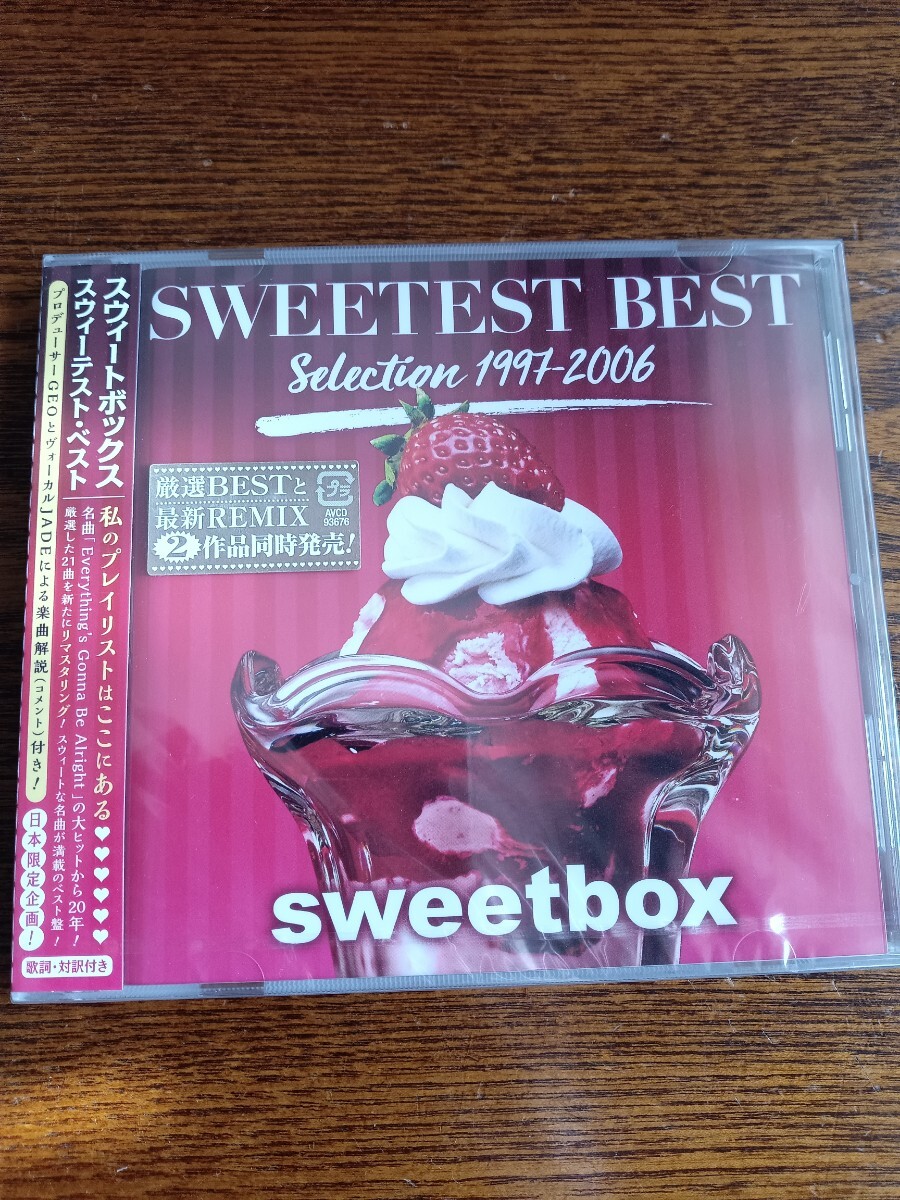 SWEETEST BEST
Selection 1997-2006
厳選BESTと
最新REMIX
2作品同時発売!
プラ
AVCD
93676
sweetbox
スウィートボックス
スウィーテスト・ベスト
私のプレイリストはここにある♥♥♥♥♥♥
名曲「Everything's Gonna Be Alright」の大ヒットから20年!
厳選した21曲を新たにリマスタリング! スウィートな名曲が満載のベスト盤!
プロデューサーGEOとヴォーカルJADEによる楽曲解説(コメント)付き!
日本限定企画!
歌詞・対訳付き